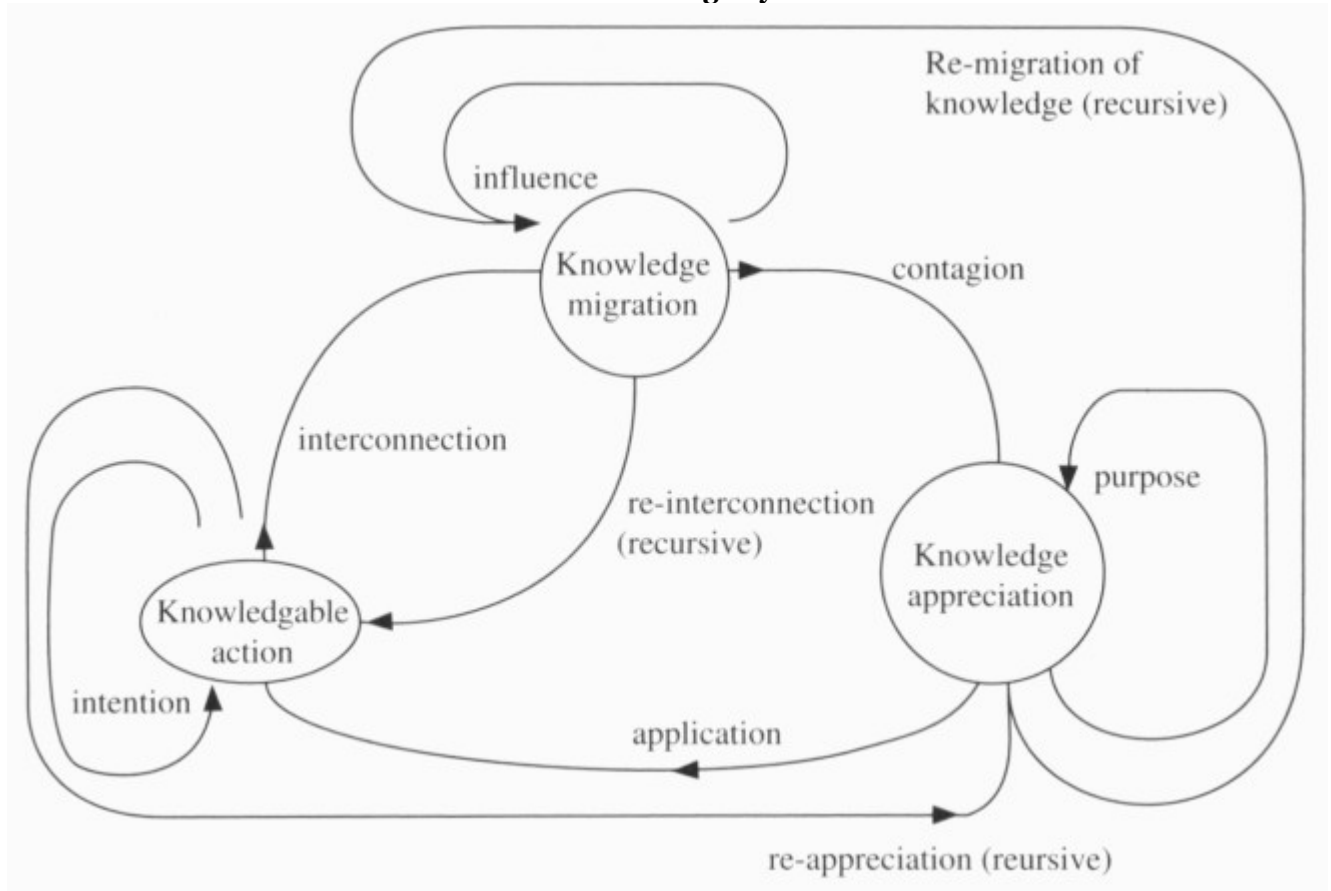 Re-migration of
knowledge (recursive)
influence
Knowledge
migration
contagion
interconnection
purpose
re-interconnection
(recursive)
Knowledge
appreciation
Knowledgable
action
intention
application
re-appreciation (reursive)